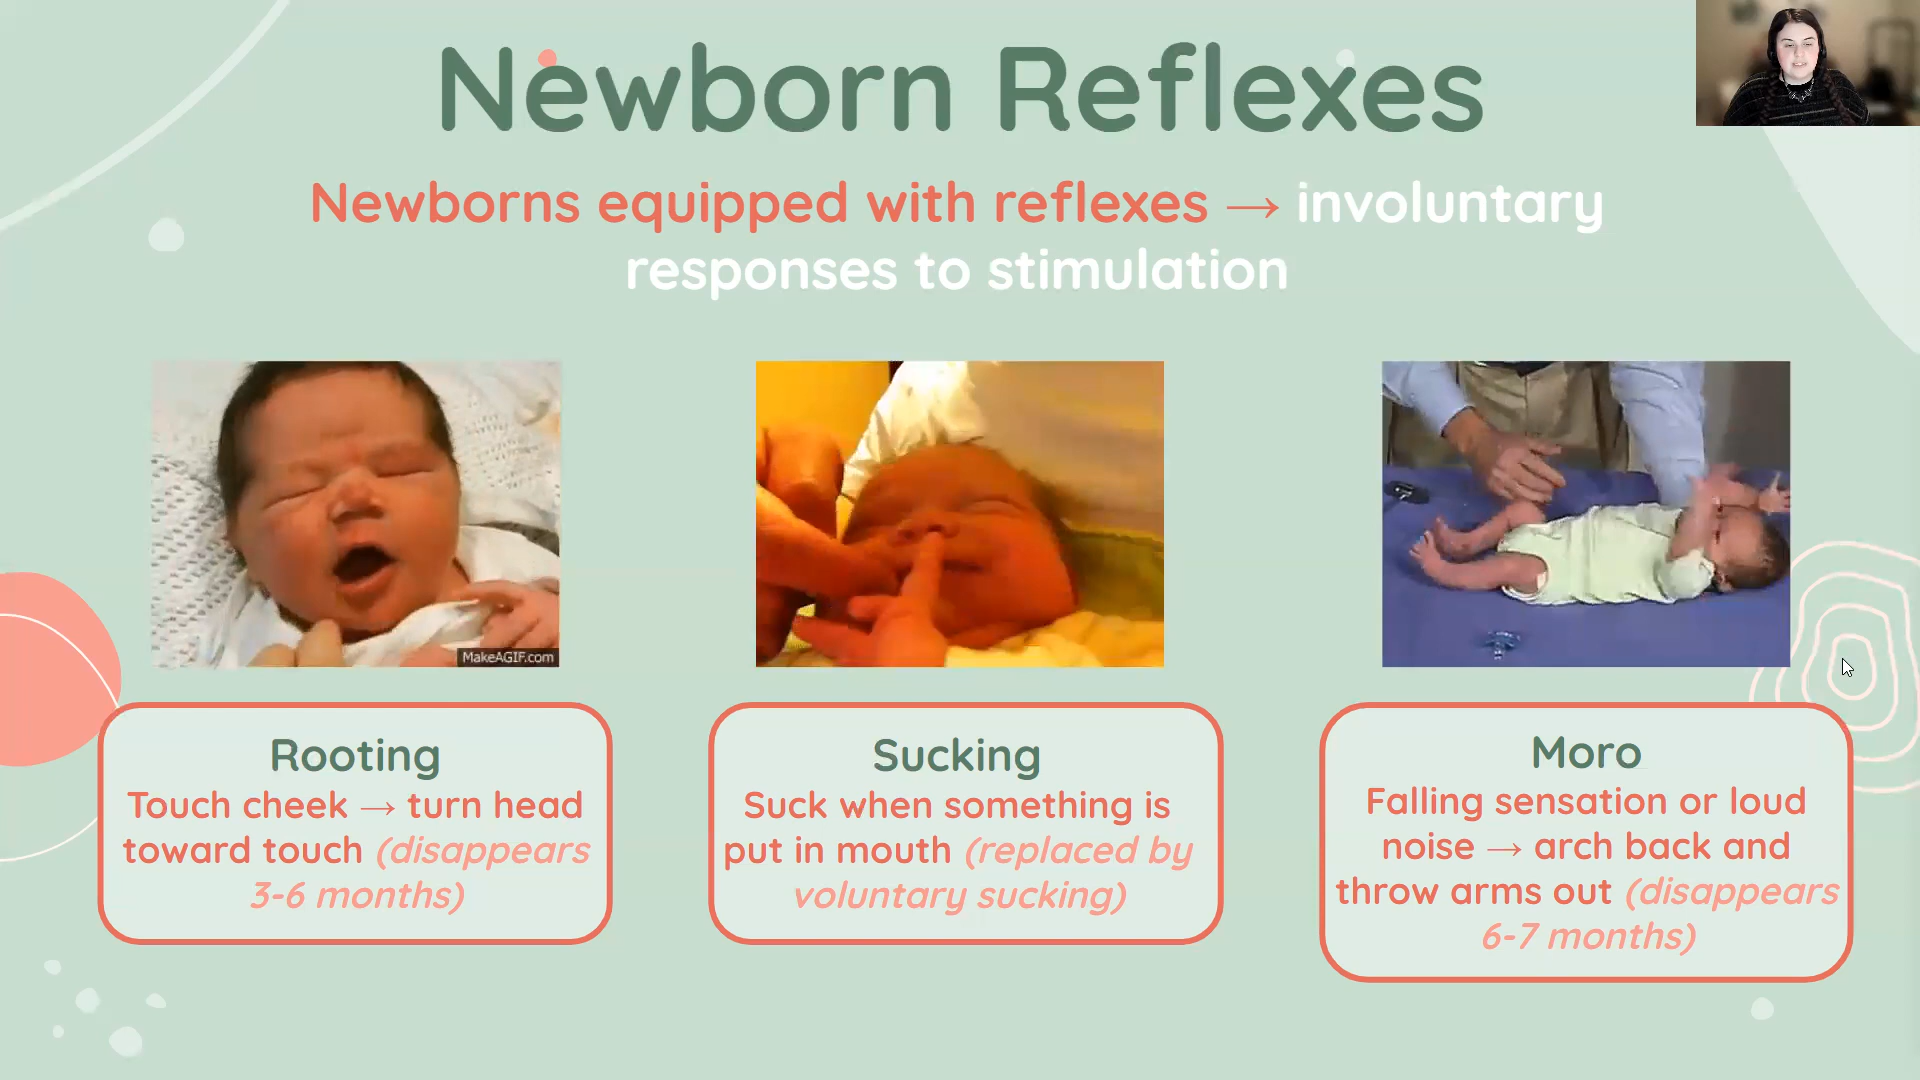 Newborn Reflexes
Newborns equipped with reflexes → involuntary
responses to stimulation
MakeAGIF.com
Rooting
Touch cheek → turn head
toward touch (disappears
3-6 months)
Sucking
Suck when something is
put in mouth (replaced by
voluntary sucking)
Moro
Falling sensation or loud
noise → arch back and
throw arms out (disappears
6-7 months)